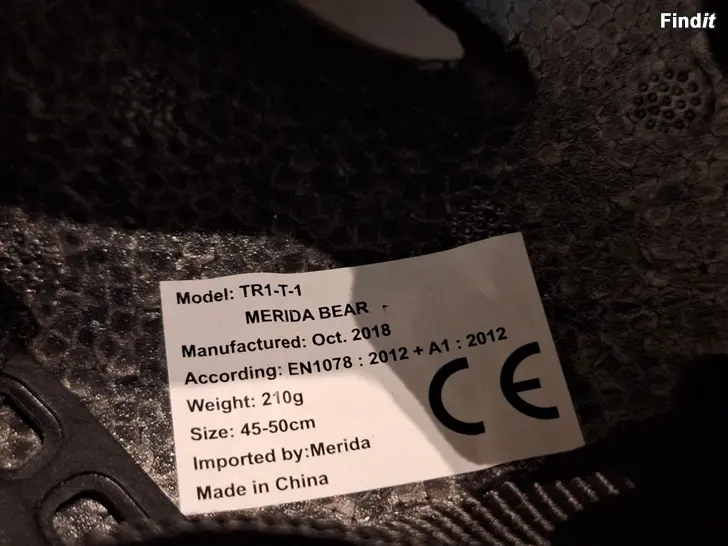 Findit
Model: TR1-T-1
MERIDA BEAR
Manufactured: Oct. 2018
According: EN1078 : 2012 + A1 : 2012
Weight: 210g
Size: 45-50cm
Imported by:Merida
Made in China
CE